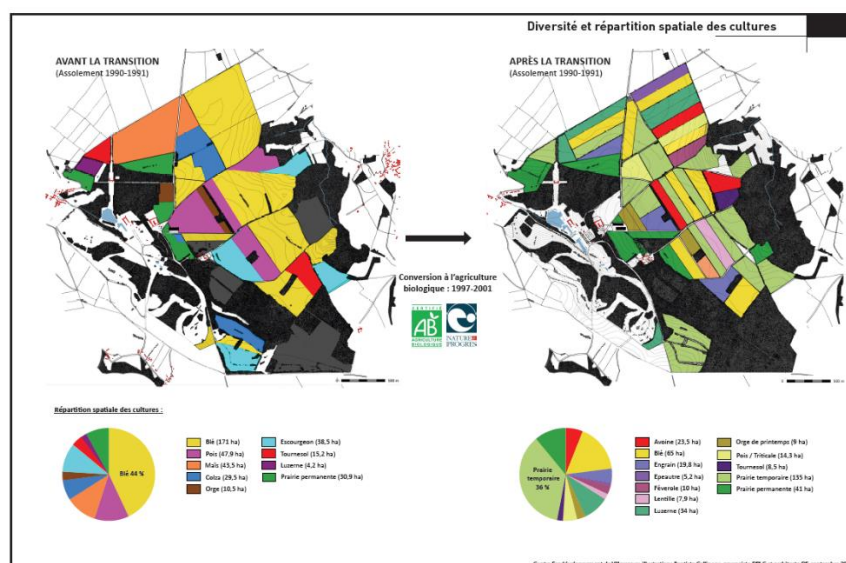 Diversité et répartition spatiale des cultures
AVANT LA TRANSITION
(Assolement 1990-1991)
APRÈS LA TRANSITION
(Assolement 1990-1991)
Conversion à l'agriculture
biologique : 1997-2001
CERTIFIÉ
AB
AGRICULTURE
BIOLOGIQUE
NATURE
PROGRES
Répartition spatiale des cultures :
Blé 44 %
Blé (171 ha)
Pois (47,9 ha)
Maïs (43,5 ha)
Colza (29,5 ha)
Orge (10,5 ha)
Escourgeon (38,5 ha)
Tournesol (15,2 ha)
Luzerne (4,2 ha)
Prairie permanente (30,9 ha)
Prairie
temporaire
36 %
Avoine (23,5 ha)
Blé (65 ha)
Engrain (19,8 ha)
Epeautre (5,2 ha)
Féverole (10 ha)
Lentille (7,9 ha)
Luzerne (34 ha)
Orge de printemps (9 ha)
Pois / Triticale (14,3 ha)
Tournesol (8,5 ha)
Prairie temporaire (135 ha)
Prairie permanente (41 ha)